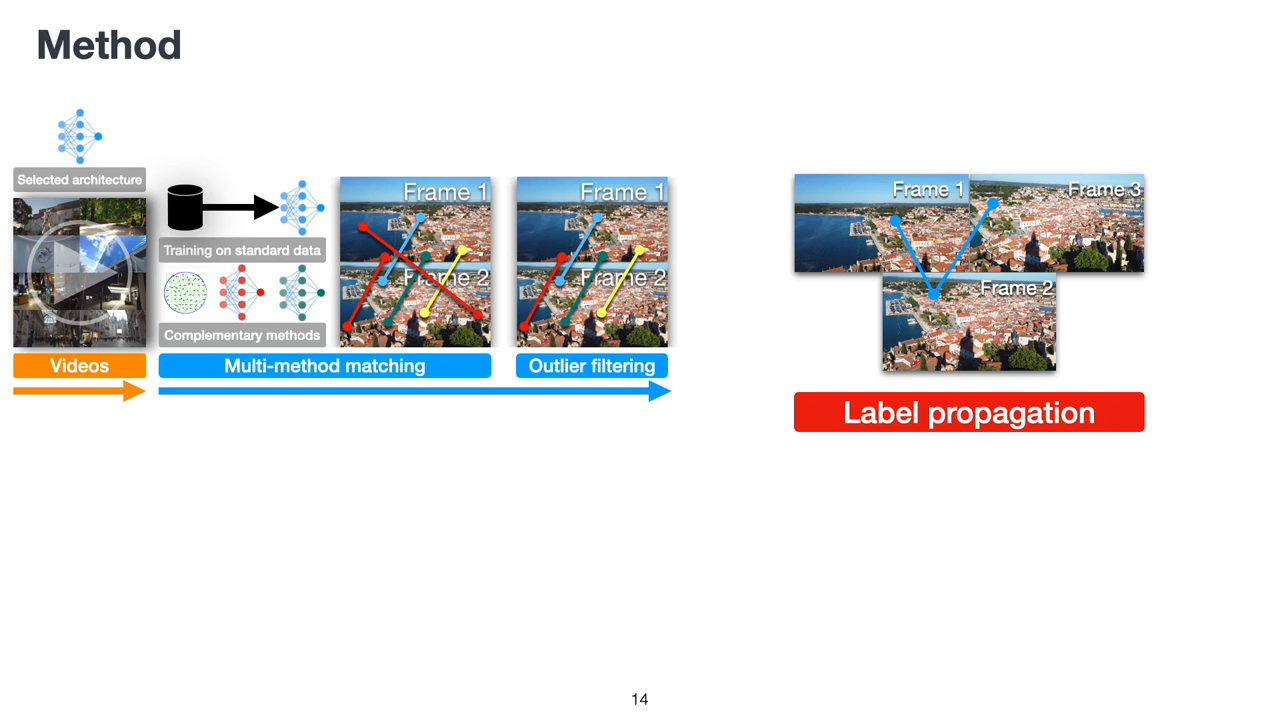 Method
Selected architecture
Videos
Training on standard data
Complementary methods
Frame 1
Frame 2
Multi-method matching
Frame 1
Frame 2
Outlier filtering
Frame 1
Frame 3
Frame 2
Label propagation
14